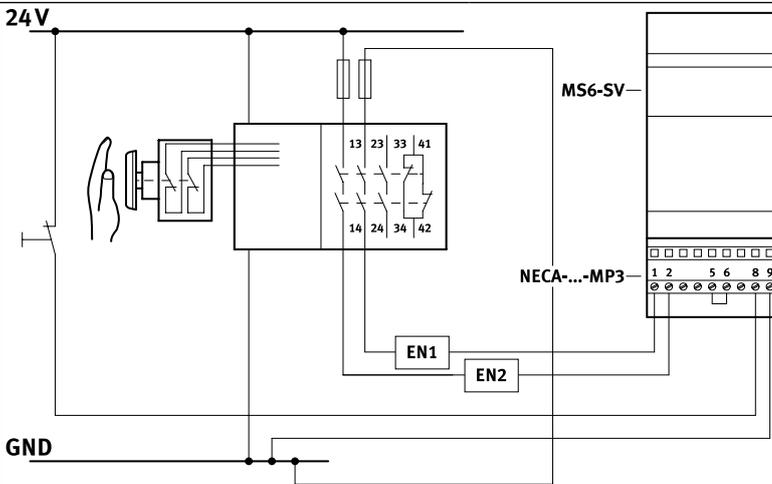 24 V
MS6-SV
13 23 33 41
14 24 34 42
NECA-...-MP3
1 2 5 6 8 9
EN1
EN2
GND